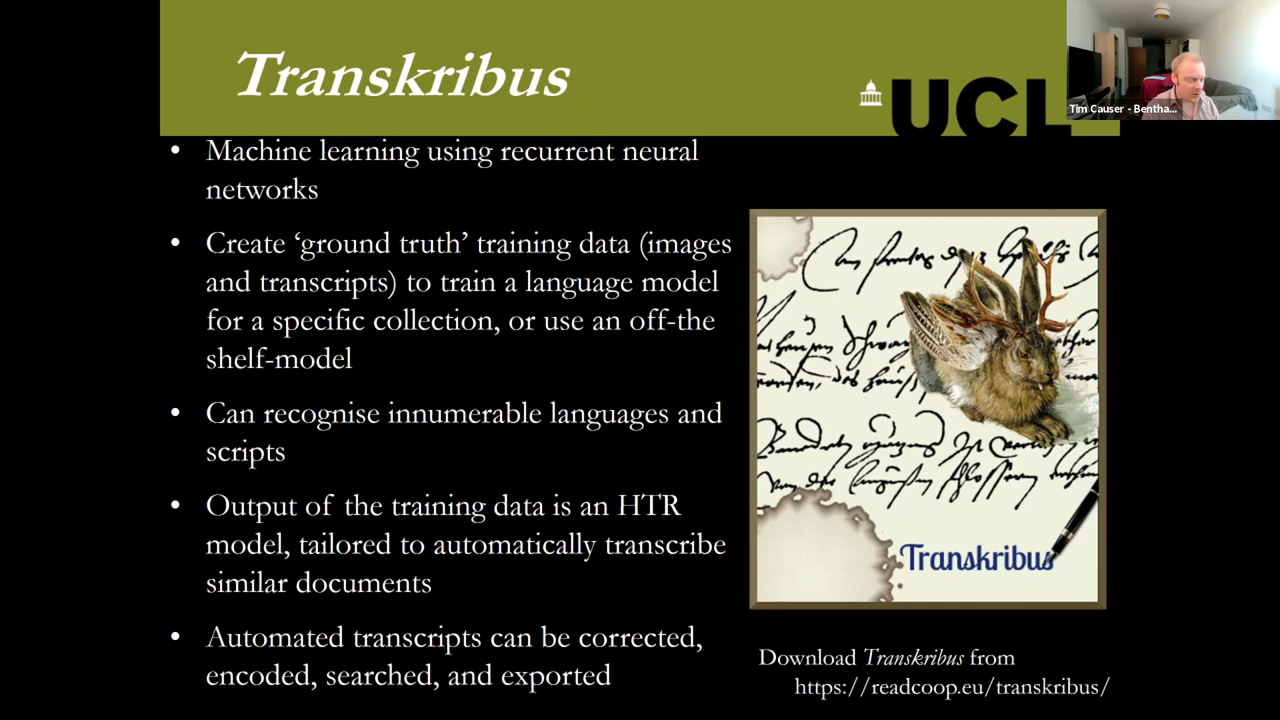 Transkribus
UCL
Tim Causer - Bentha...
• Machine learning using recurrent neural
networks
• Create ‘ground truth’ training data (images
and transcripts) to train a language model
for a specific collection, or use an off-the
shelf-model
• Can recognise innumerable languages and
scripts
• Output of the training data is an HTR
model, tailored to automatically transcribe
similar documents
• Automated transcripts can be corrected,
encoded, searched, and exported
Transkribus
Download Transkribus from
https://readcoop.eu/transkribus/